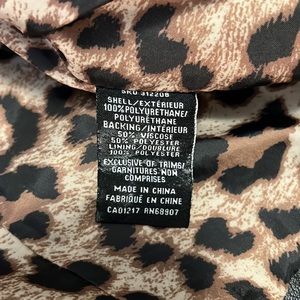 SKU 312208
SHELL/EXTÉRIEUR
100%POLYURETHANE/
POLYURÉTHANE
BACKING/INTÉRIEUR
50% VISCOSE
50% POLYESTER
LINING/DOUBLURE
100% POLYESTER
EXCLUSIVE OF TRIMS/
GARNITURES NON
COMPRISES
MADE IN CHINA
FABRIQUÉ EN CHINE
CA01217 RN68907